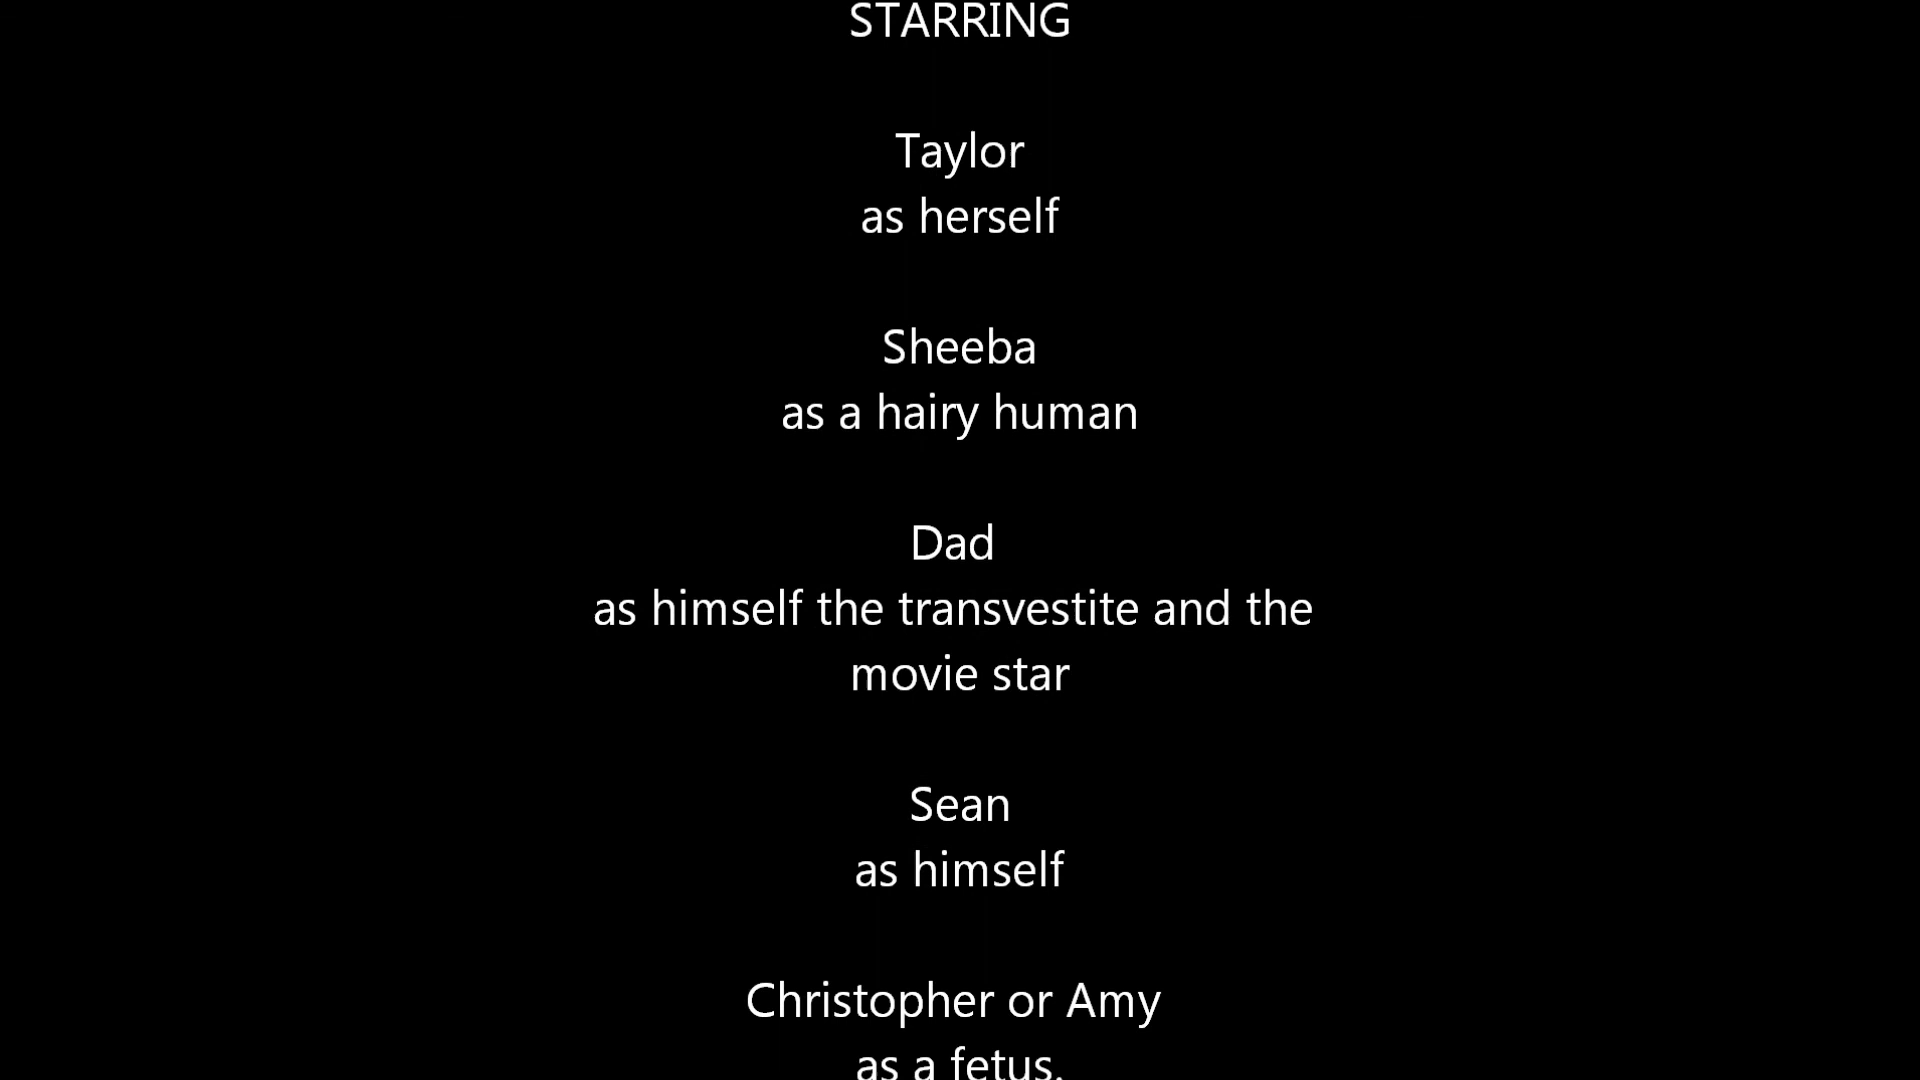 STARRING
Taylor
as herself
Sheeba
as a hairy human
Dad
as himself the transvestite and the
movie star
Sean
as himself
Christopher or Amy
as a fetus.